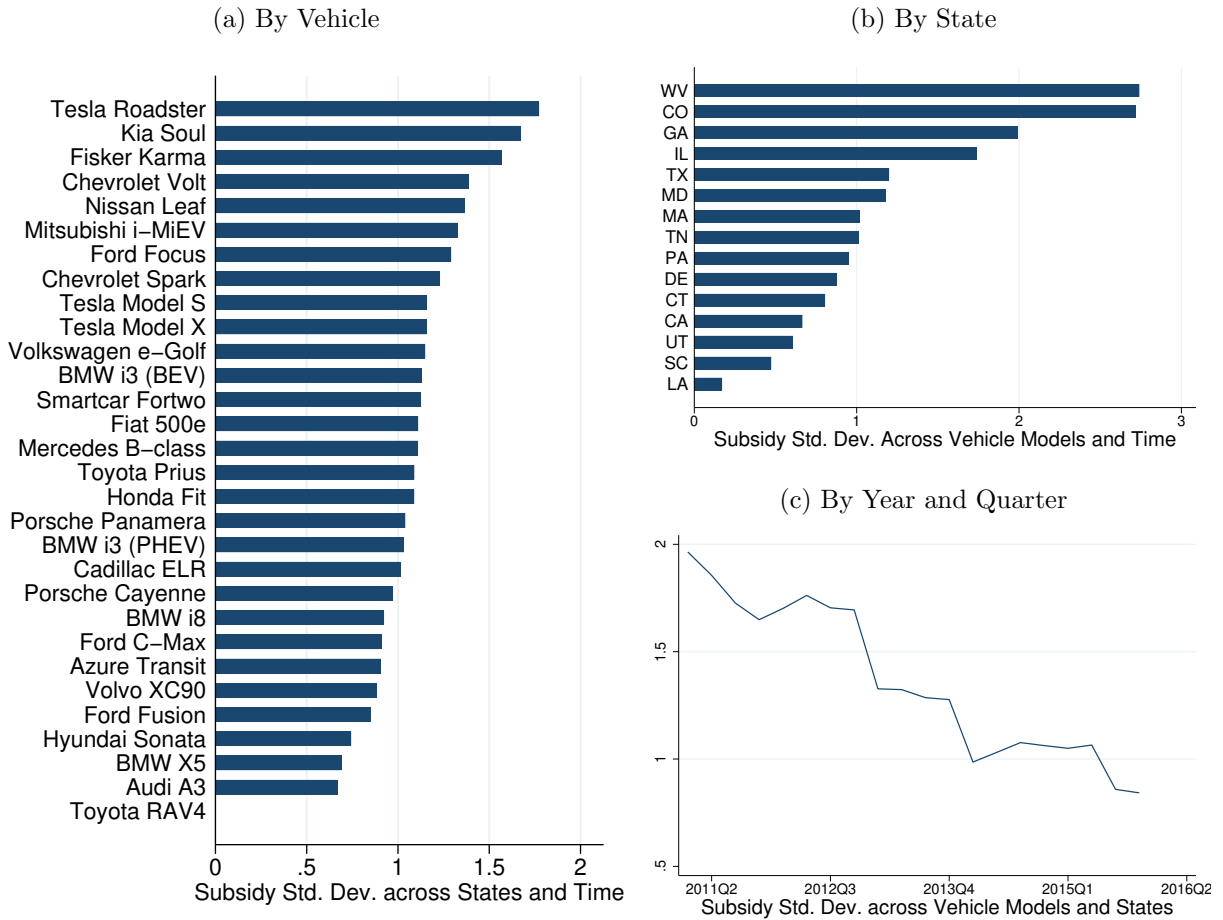 (a) By Vehicle
Tesla Roadster
Kia Soul
Fisker Karma
Chevrolet Volt
Nissan Leaf
Mitsubishi i−MiEV
Ford Focus
Chevrolet Spark
Tesla Model S
Tesla Model X
Volkswagen e−Golf
BMW i3 (BEV)
Smartcar Fortwo
Fiat 500e
Mercedes B−class
Toyota Prius
Honda Fit
Porsche Panamera
BMW i3 (PHEV)
Cadillac ELR
Porsche Cayenne
BMW i8
Ford C−Max
Azure Transit
Volvo XC90
Ford Fusion
Hyundai Sonata
BMW X5
Audi A3
Toyota RAV4
0 .5 1 1.5 2
Subsidy Std. Dev. across States and Time
(b) By State
WV
CO
GA
IL
TX
MD
MA
TN
PA
DE
CT
CA
UT
SC
LA
0 1 2 3
Subsidy Std. Dev. Across Vehicle Models and Time
(c) By Year and Quarter
2
1.5
1
.5
2011Q2 2012Q3 2013Q4 2015Q1 2016Q2
Subsidy Std. Dev. across Vehicle Models and States